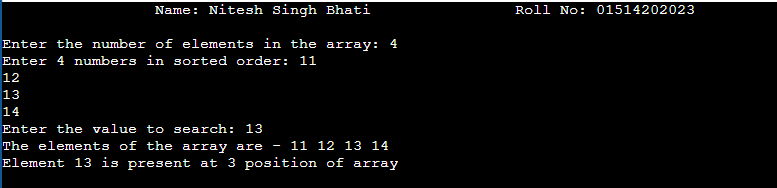 Name: Nitesh Singh Bhati Roll No: 01514202023
Enter the number of elements in the array: 4
Enter 4 numbers in sorted order: 11
12
13
14
Enter the value to search: 13
The elements of the array are - 11 12 13 14
Element 13 is present at 3 position of array